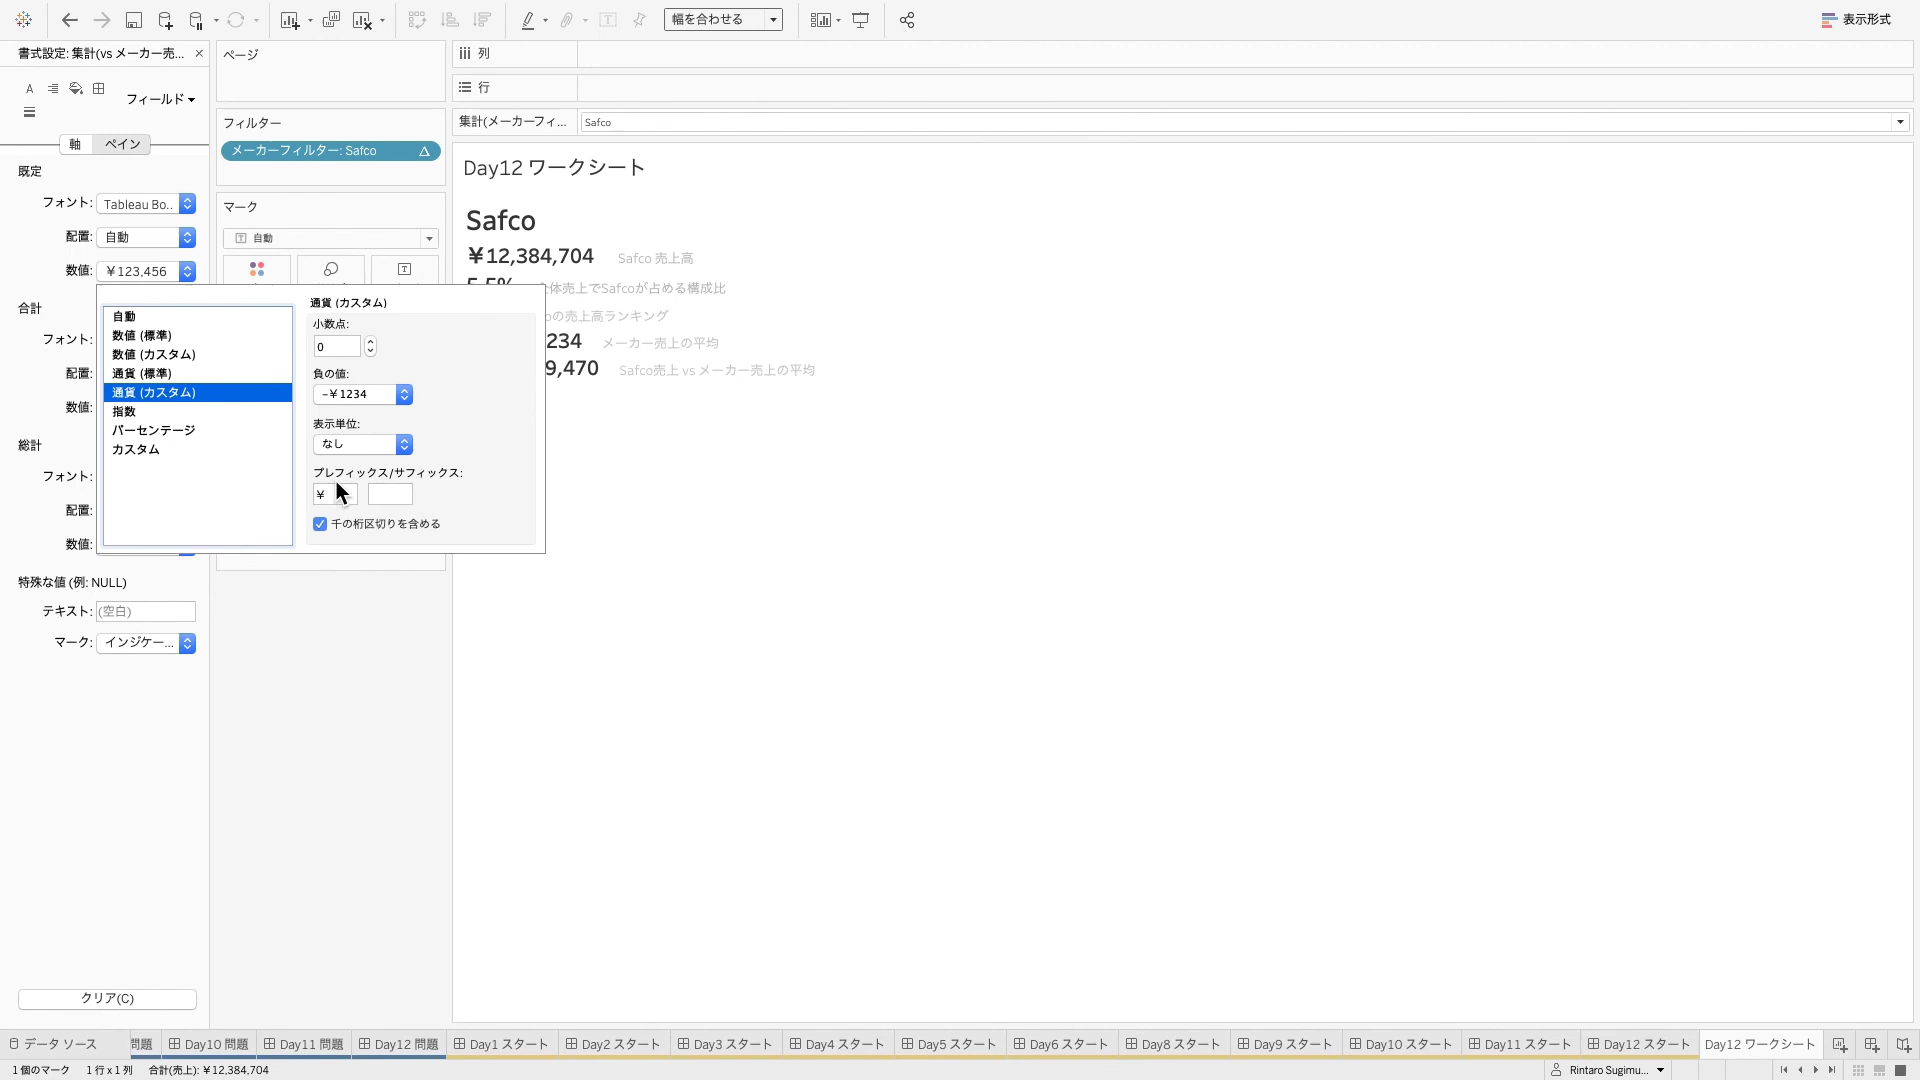 幅を合わせる
表示形式
書式設定: 集計(vs メーカー売...
フィールド
軸
ペイン
既定
フォント:
Tableau Bo..
配置:
自動
数値:
¥123,456
合計
フォント:
配置:
数値:
総計
フォント:
配置:
数値:
特殊な値 (例: NULL)
テキスト:
(空白)
マーク:
インジケー...
クリア(C)
ページ
フィルター
メーカーフィルター: Safco
マーク
自動
自動
数値 (標準)
数値 (カスタム)
通貨 (標準)
通貨 (カスタム)
指数
パーセンテージ
カスタム
通貨 (カスタム)
小数点:
0
負の値:
-¥1234
表示単位:
なし
プレフィックス/サフィックス:
¥
千の桁区切りを含める
列
行
集計(メーカーフィ...
Safco
Day12 ワークシート
Safco
¥12,384,704 Safco 売上高
体売上でSafcoが占める構成比
の売上高ランキング
234 メーカー売上の平均
9,470 Safco売上 vs メーカー売上の平均
データ ソース
問題
Day10 問題
Day11 問題
Day12 問題
Day1 スタート
Day2 スタート
Day3 スタート
Day4 スタート
Day5 スタート
Day6 スタート
Day8 スタート
Day9 スタート
Day10 スタート
Day11 スタート
Day12 スタート
Day12 ワークシート
1 個のマーク
1 行 x 1 列
合計(売上): ¥12,384,704
Rintaro Sugimu...